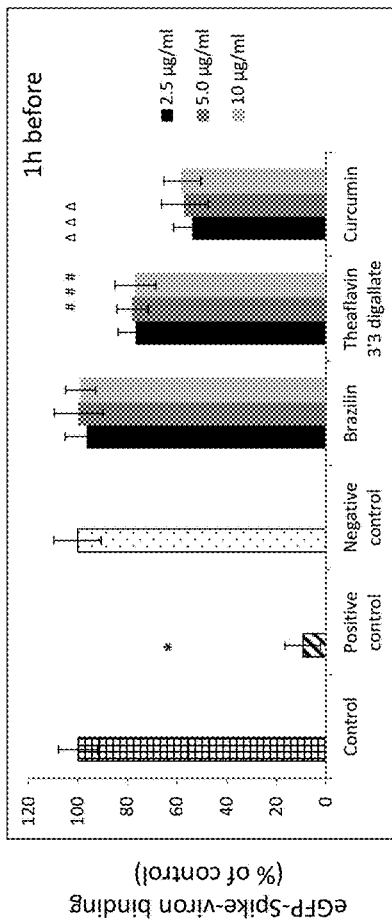 1h before
eGFP-Spike-viron binding
(% of control)
120
100
80
60
40
20
0
*
# # #
Δ Δ Δ
2.5 µg/ml
5.0 µg/ml
10 µg/ml
Control
Positive
control
Negative
control
Brazilin
Theaflavin
3'3 digallate
Curcumin